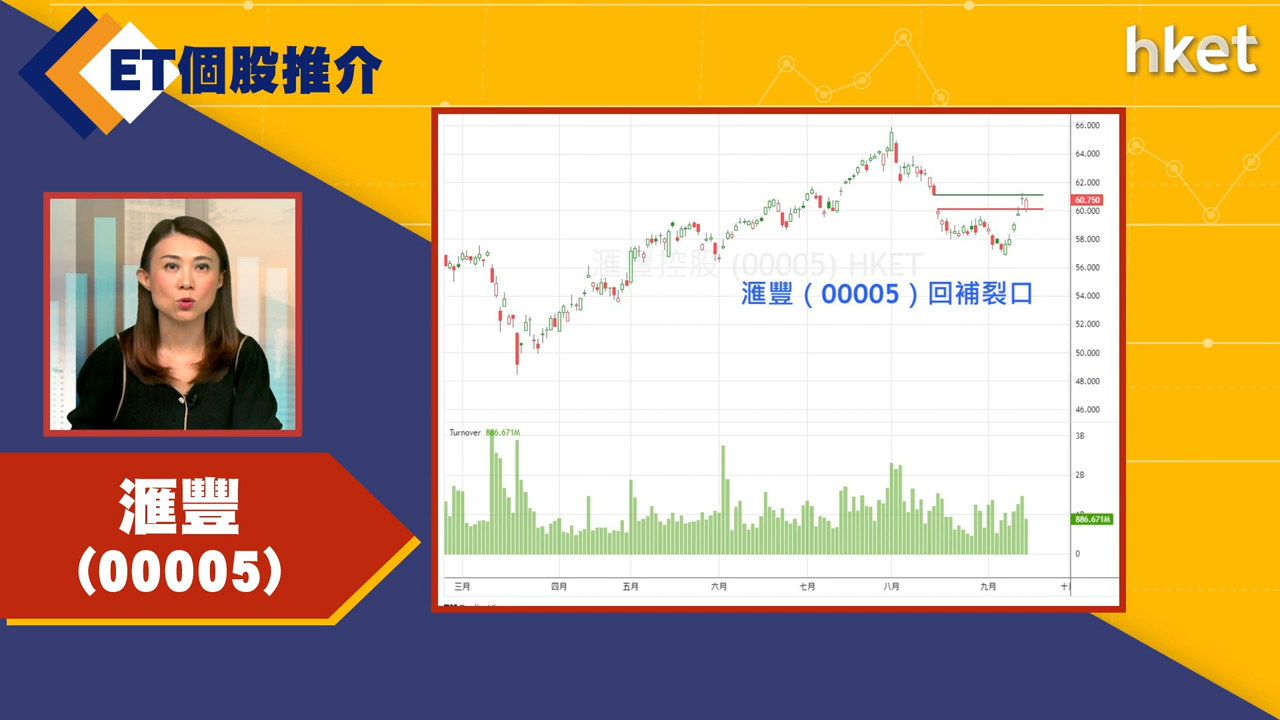 ET個股推介
hket
滙豐
(00005)
66.000
64.000
62.000
60.750
60.000
58.000
56.000
54.000
52.000
50.000
48.000
46.000
滙豐控股 (00005) HKET
滙豐（00005）回補裂口
Turnover 886.671M
3B
2B
886.671M
0
三月 四月 五月 六月 七月 八月 九月